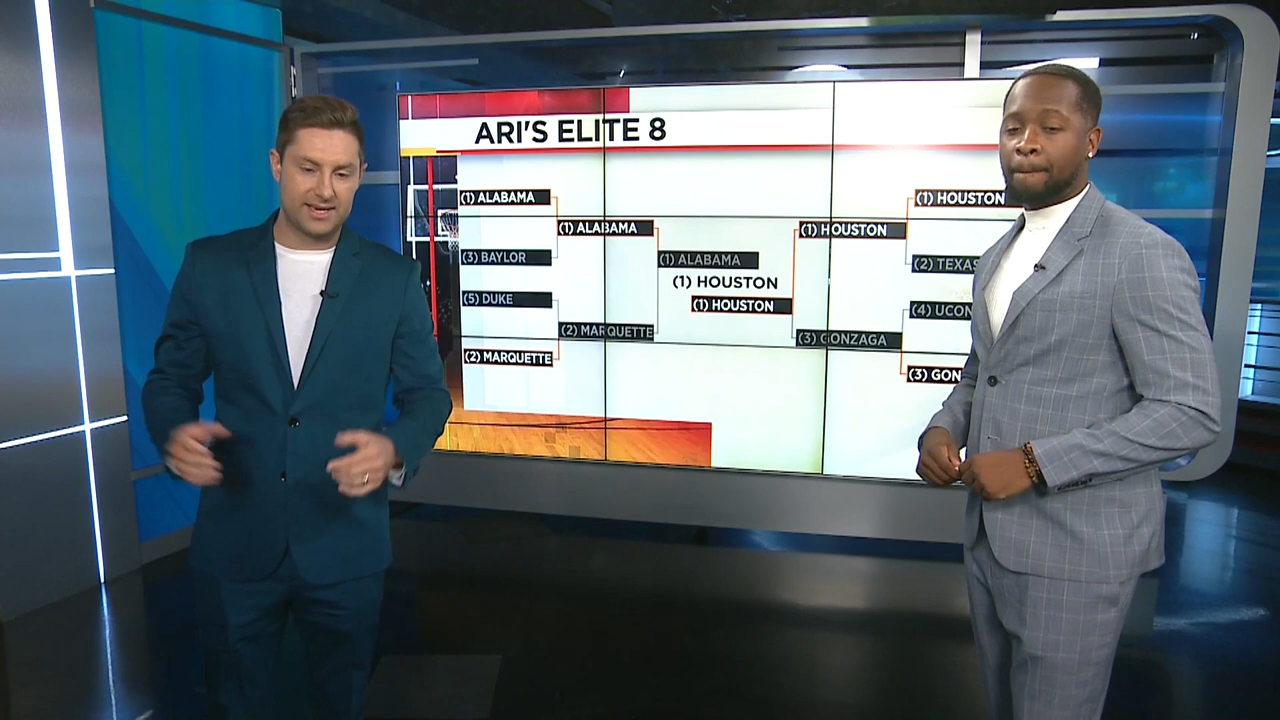 ARI'S ELITE 8
(1) ALABAMA
(3) BAYLOR
(5) DUKE
(2) MARQUETTE
(1) ALABAMA
(2) MARQUETTE
(1) ALABAMA
(1) HOUSTON
(1) HOUSTON
(1) HOUSTON
(3) GONZAGA
(1) HOUSTON
(2) TEXAS
(4) UCON
(3) GON